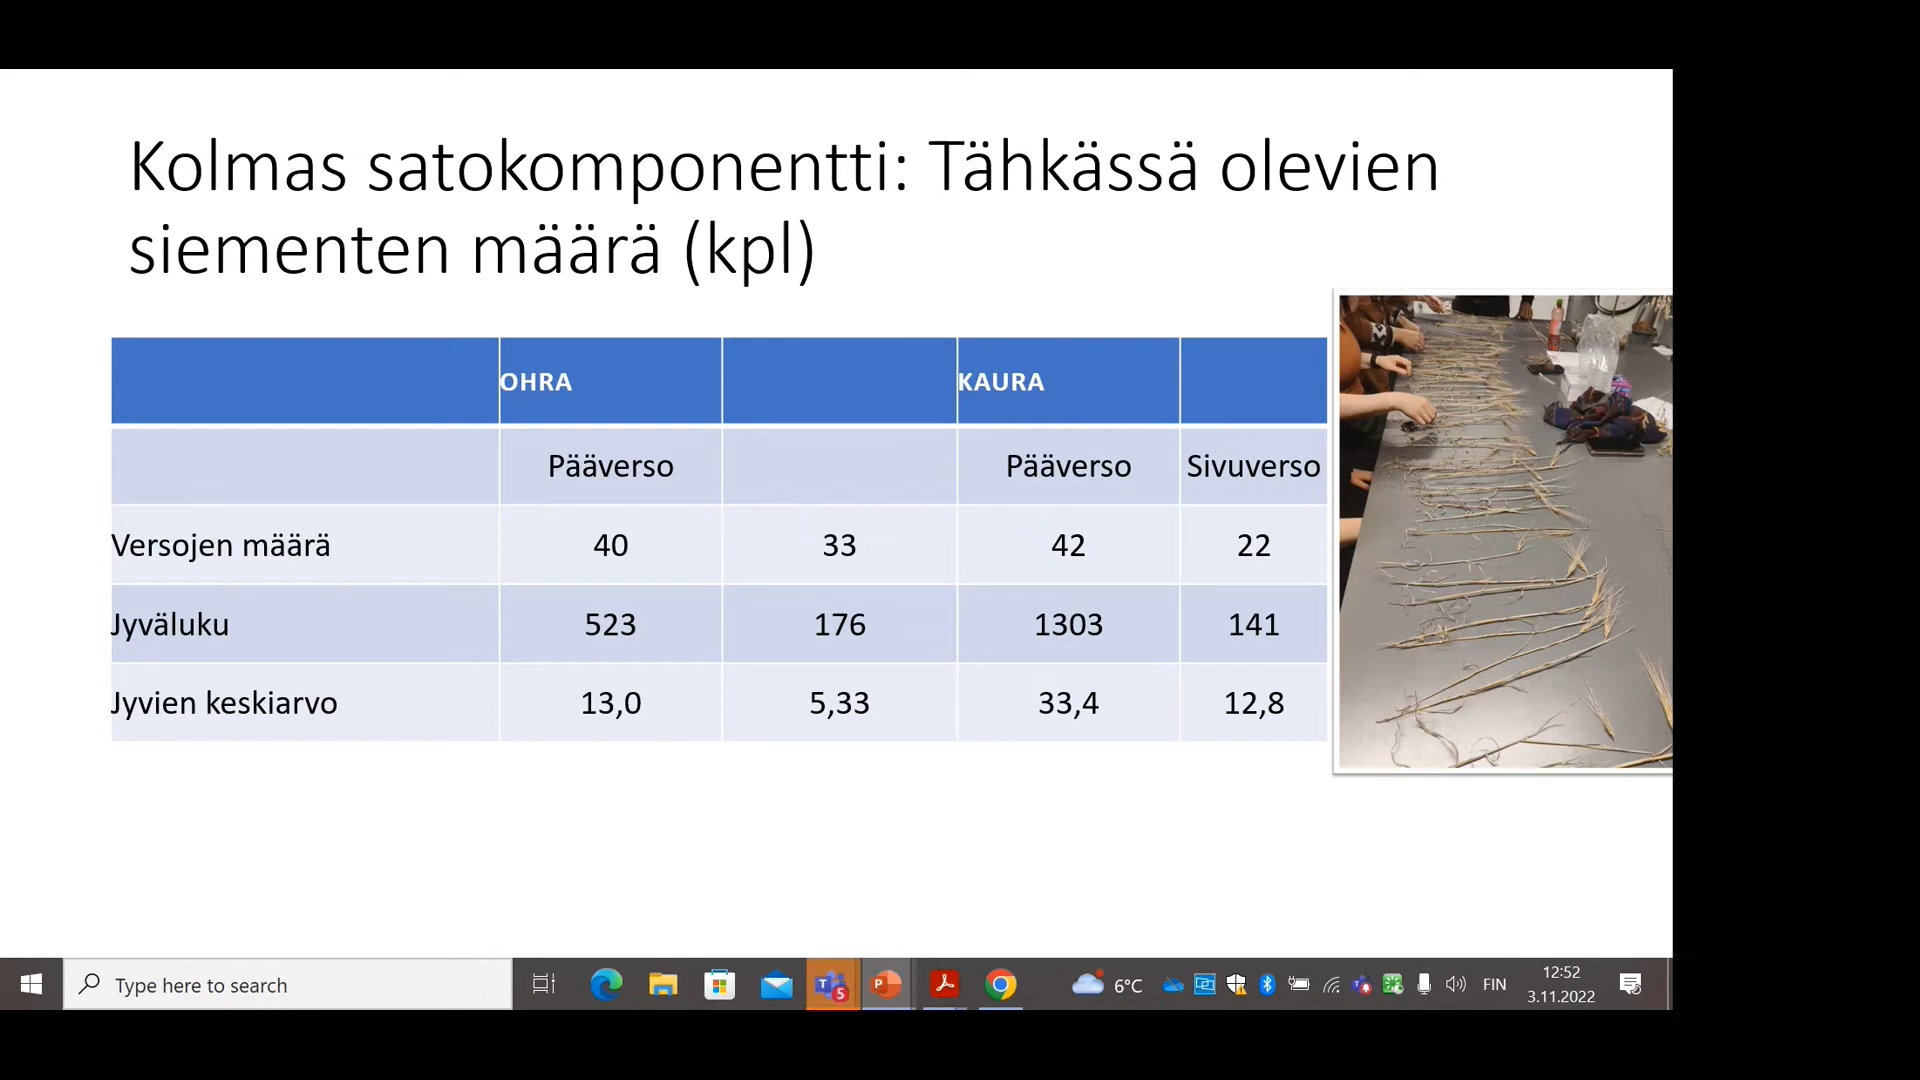 Kolmas satokomponentti: Tähkässä olevien
siementen määrä (kpl)
OHRA KAURA
Pääverso Pääverso Sivuverso
Versojen määrä 40 33 42 22
Jyväluku 523 176 1303 141
Jyvien keskiarvo 13,0 5,33 33,4 12,8
Type here to search
5
6°C
FIN
12:52
3.11.2022